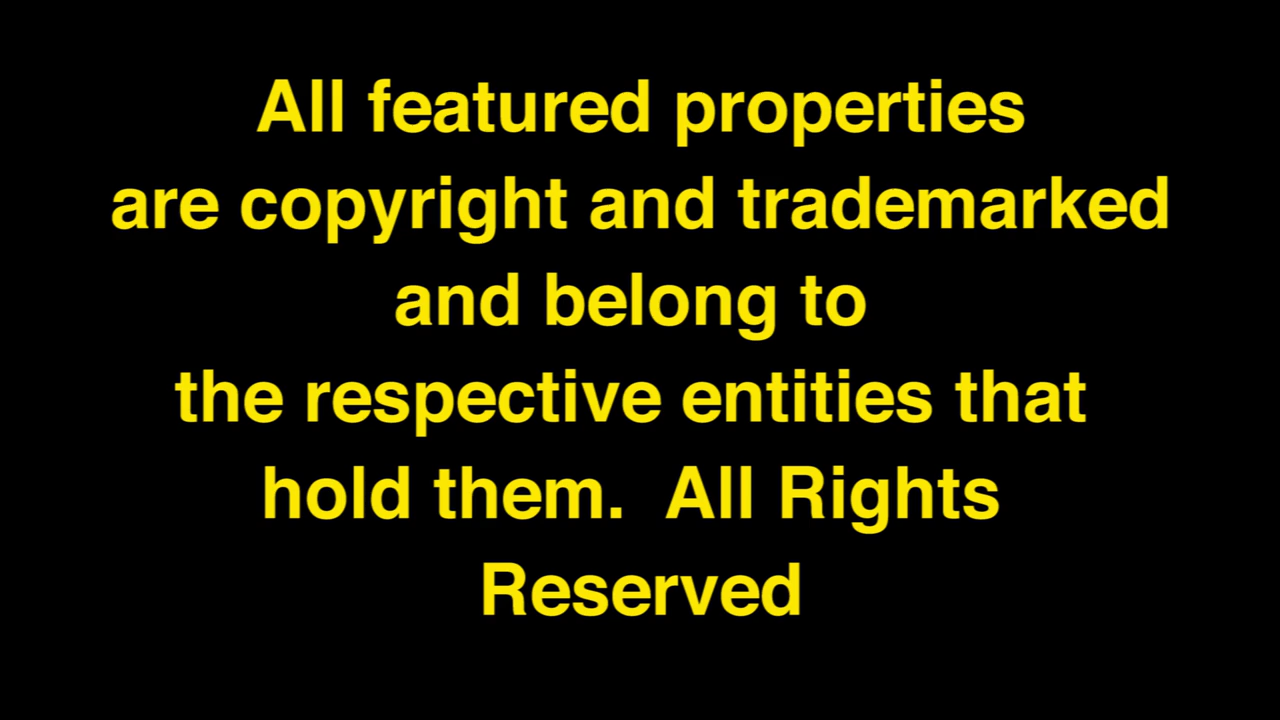 All featured properties
are copyright and trademarked
and belong to
the respective entities that
hold them.  All Rights
Reserved